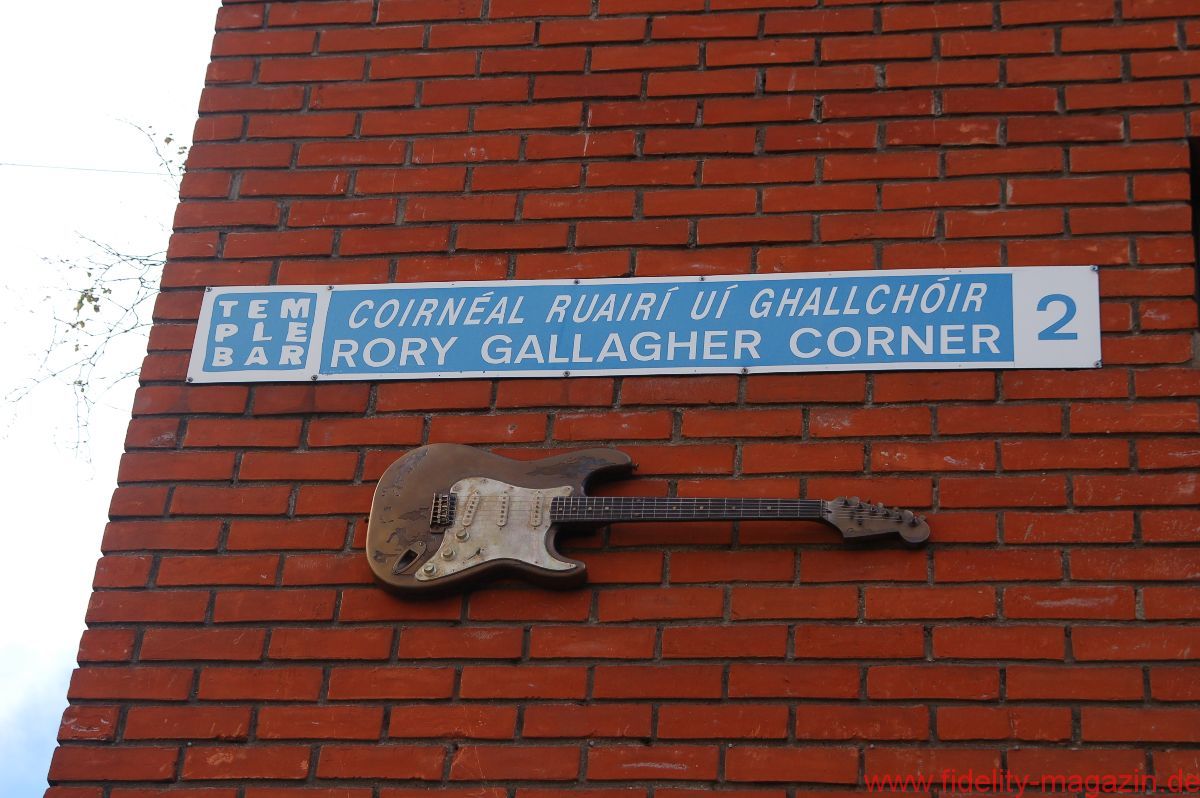 TEM
PLE
BAR
COIRNÉAL RUAIRÍ UÍ GHALLCHÓIR
RORY GALLAGHER CORNER
2
www.fidelity-magazin.de